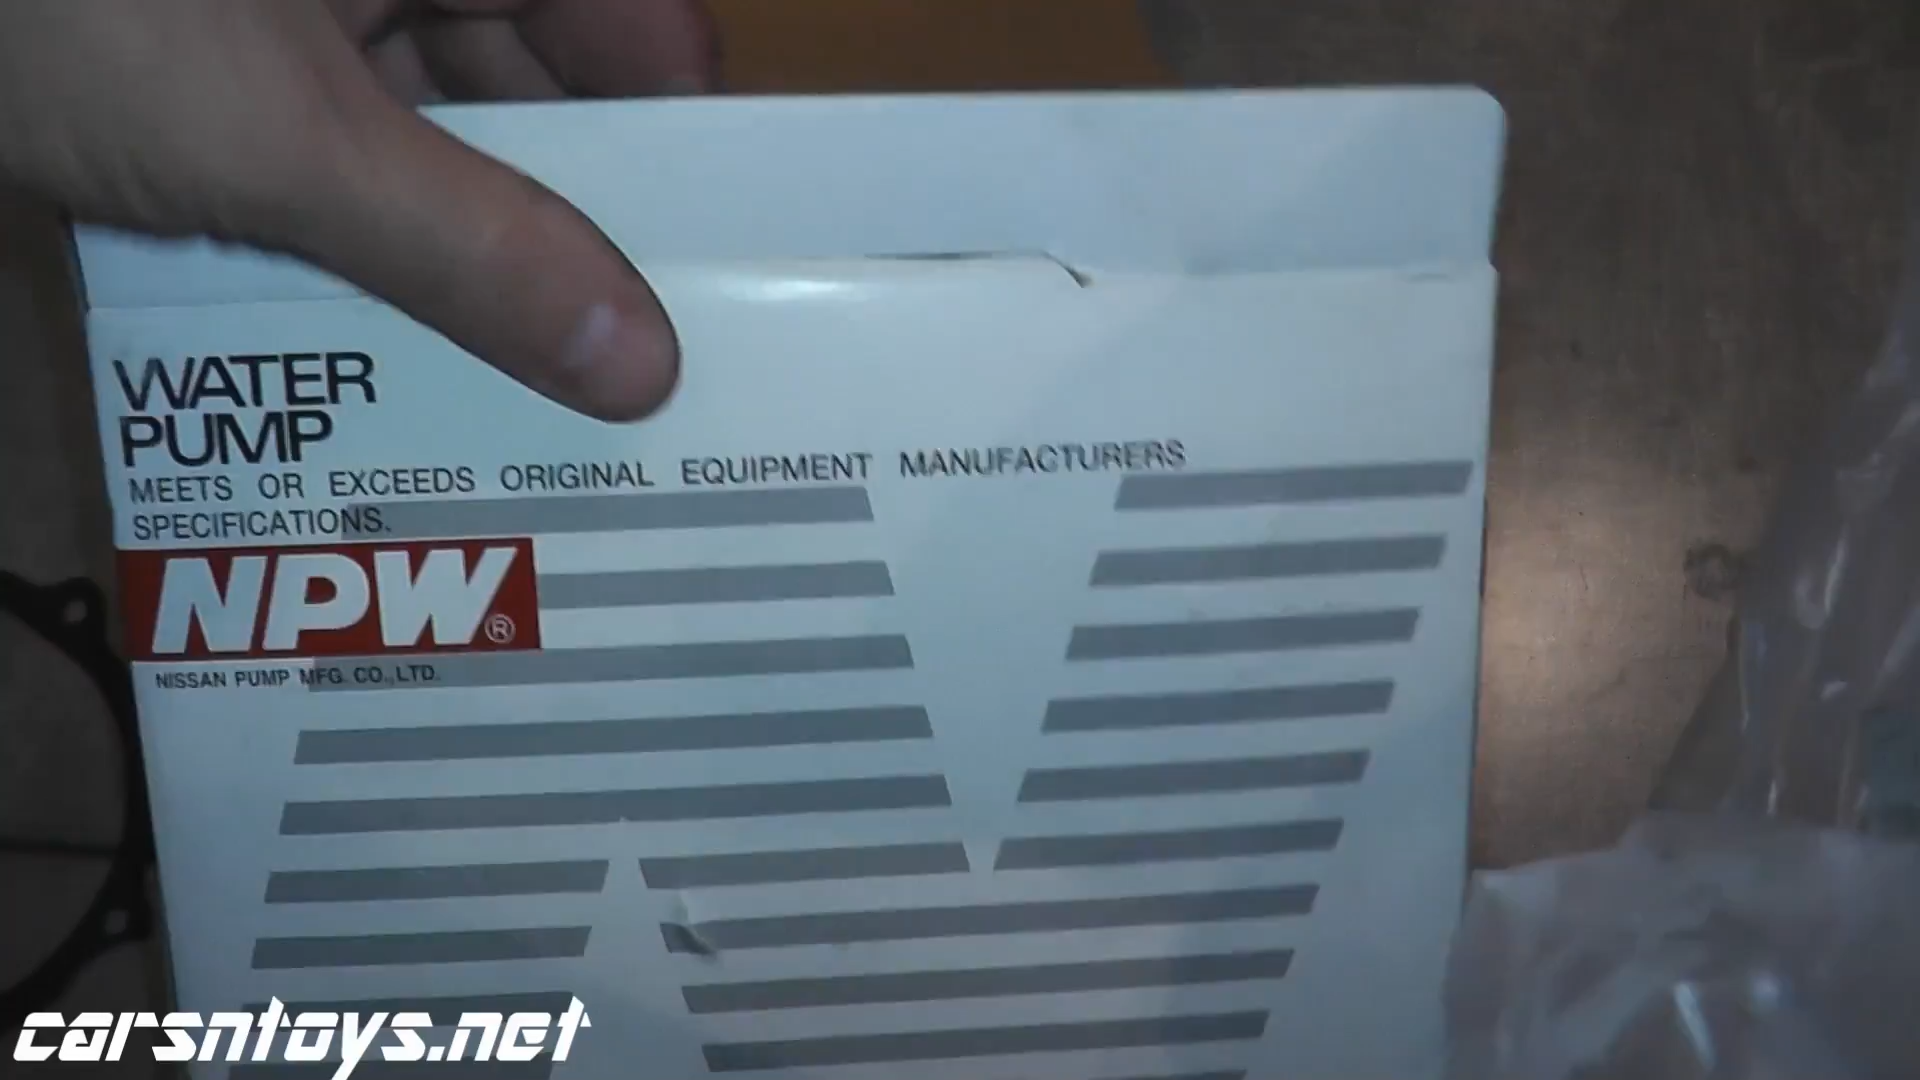 WATER
PUMP
MEETS OR EXCEEDS ORIGINAL EQUIPMENT MANUFACTURERS
SPECIFICATIONS.
NPW®
NISSAN PUMP MFG. CO., LTD.
carsntoys.net